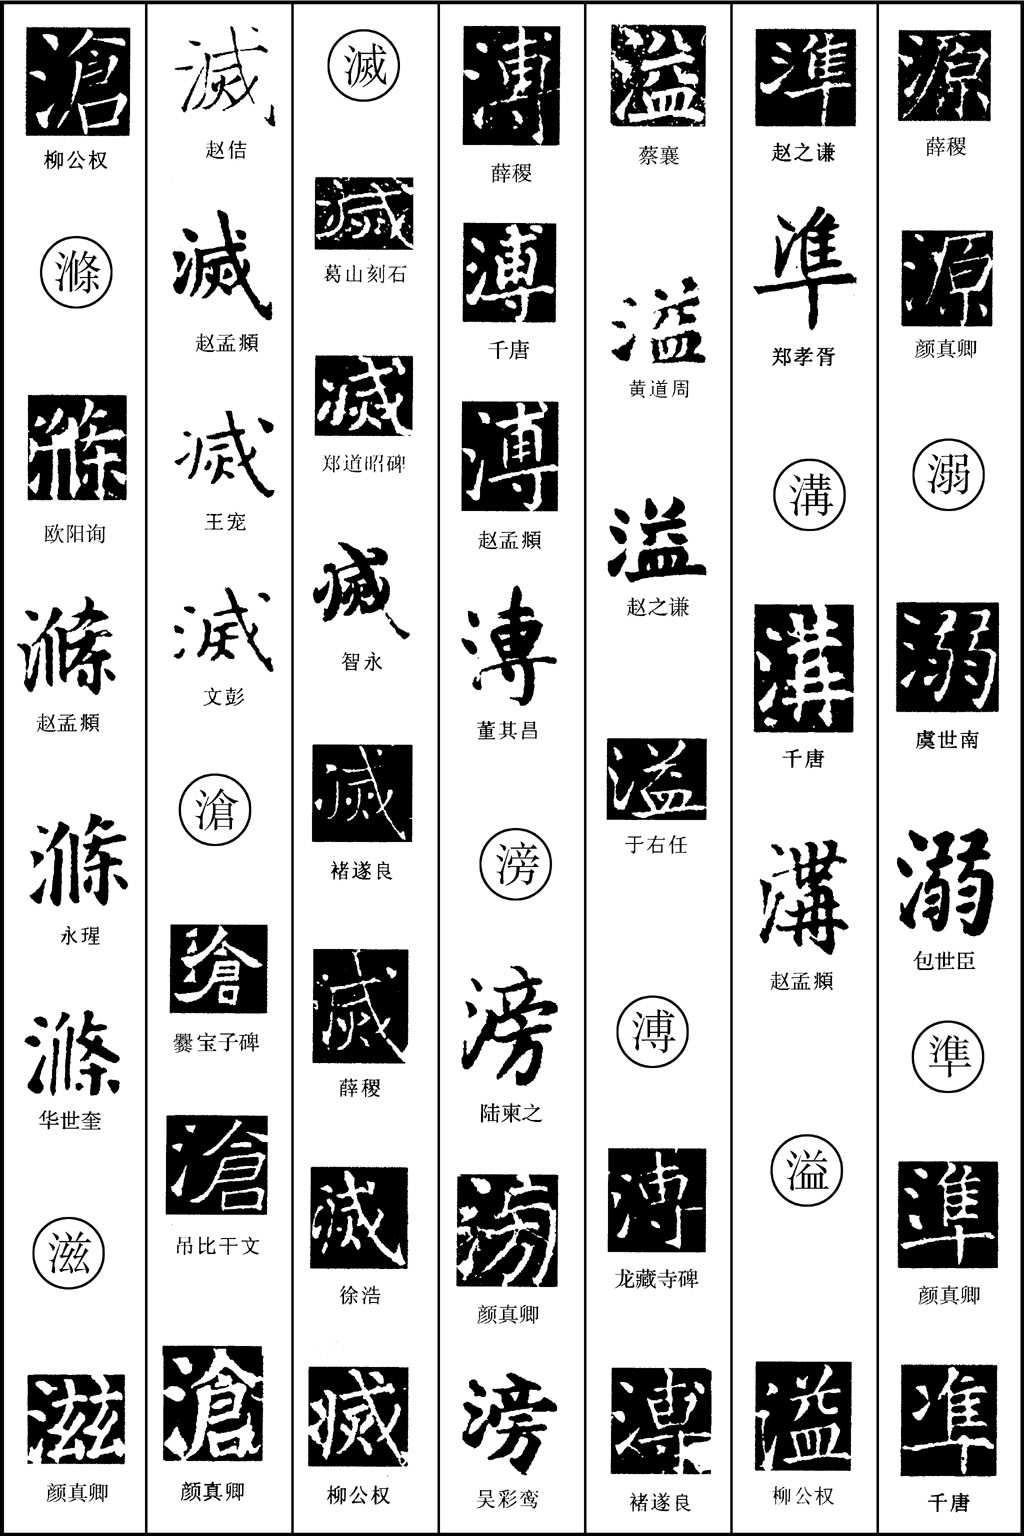 源
薛稷
源
颜真卿
溺
溺
虞世南
溺
包世臣
準
準
颜真卿
準
千唐
準
赵之谦
準
郑孝胥
溝
溝
千唐
溝
赵孟頫
溢
溢
柳公权
溢
蔡襄
溢
黄道周
溢
赵之谦
溢
于右任
溥
溥
龙藏寺碑
溥
褚遂良
溥
薛稷
溥
千唐
溥
赵孟頫
溥
董其昌
滂
滂
陆柬之
滂
颜真卿
滂
吴彩鸾
滅
滅
葛山刻石
滅
郑道昭碑
滅
智永
滅
褚遂良
滅
薛稷
滅
徐浩
滅
柳公权
滅
赵佶
滅
赵孟頫
滅
王宠
滅
文彭
滄
滄
爨宝子碑
滄
吊比干文
滄
颜真卿
滄
柳公权
滌
滌
欧阳询
滌
赵孟頫
滌
永瑆
滌
华世奎
滋
滋
颜真卿